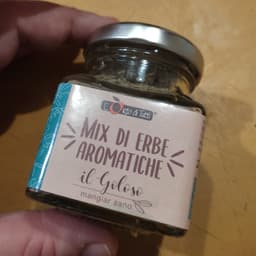 MIX DI ERBE
AROMATICHE
il Goloso
mangiar sano